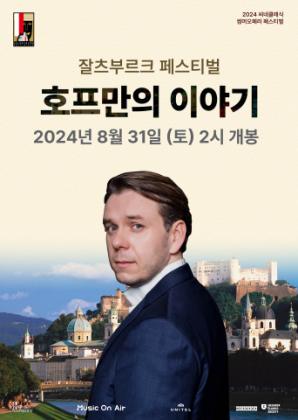 2024 씨네클래식
썸머오페라 페스티벌
잘츠부르크 페스티벌
호프만의 이야기
2024년 8월 31일 (토) 2시 개봉
Music On Air
UNITEL